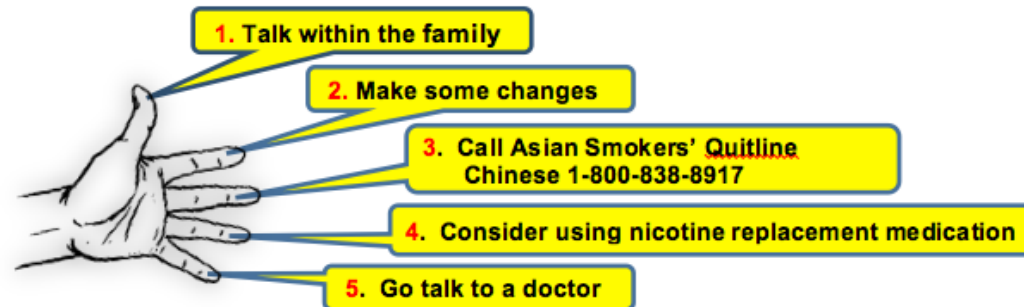 1. Talk within the family
2. Make some changes
3. Call Asian Smokers' Quitline
Chinese 1-800-838-8917
4. Consider using nicotine replacement medication
5. Go talk to a doctor